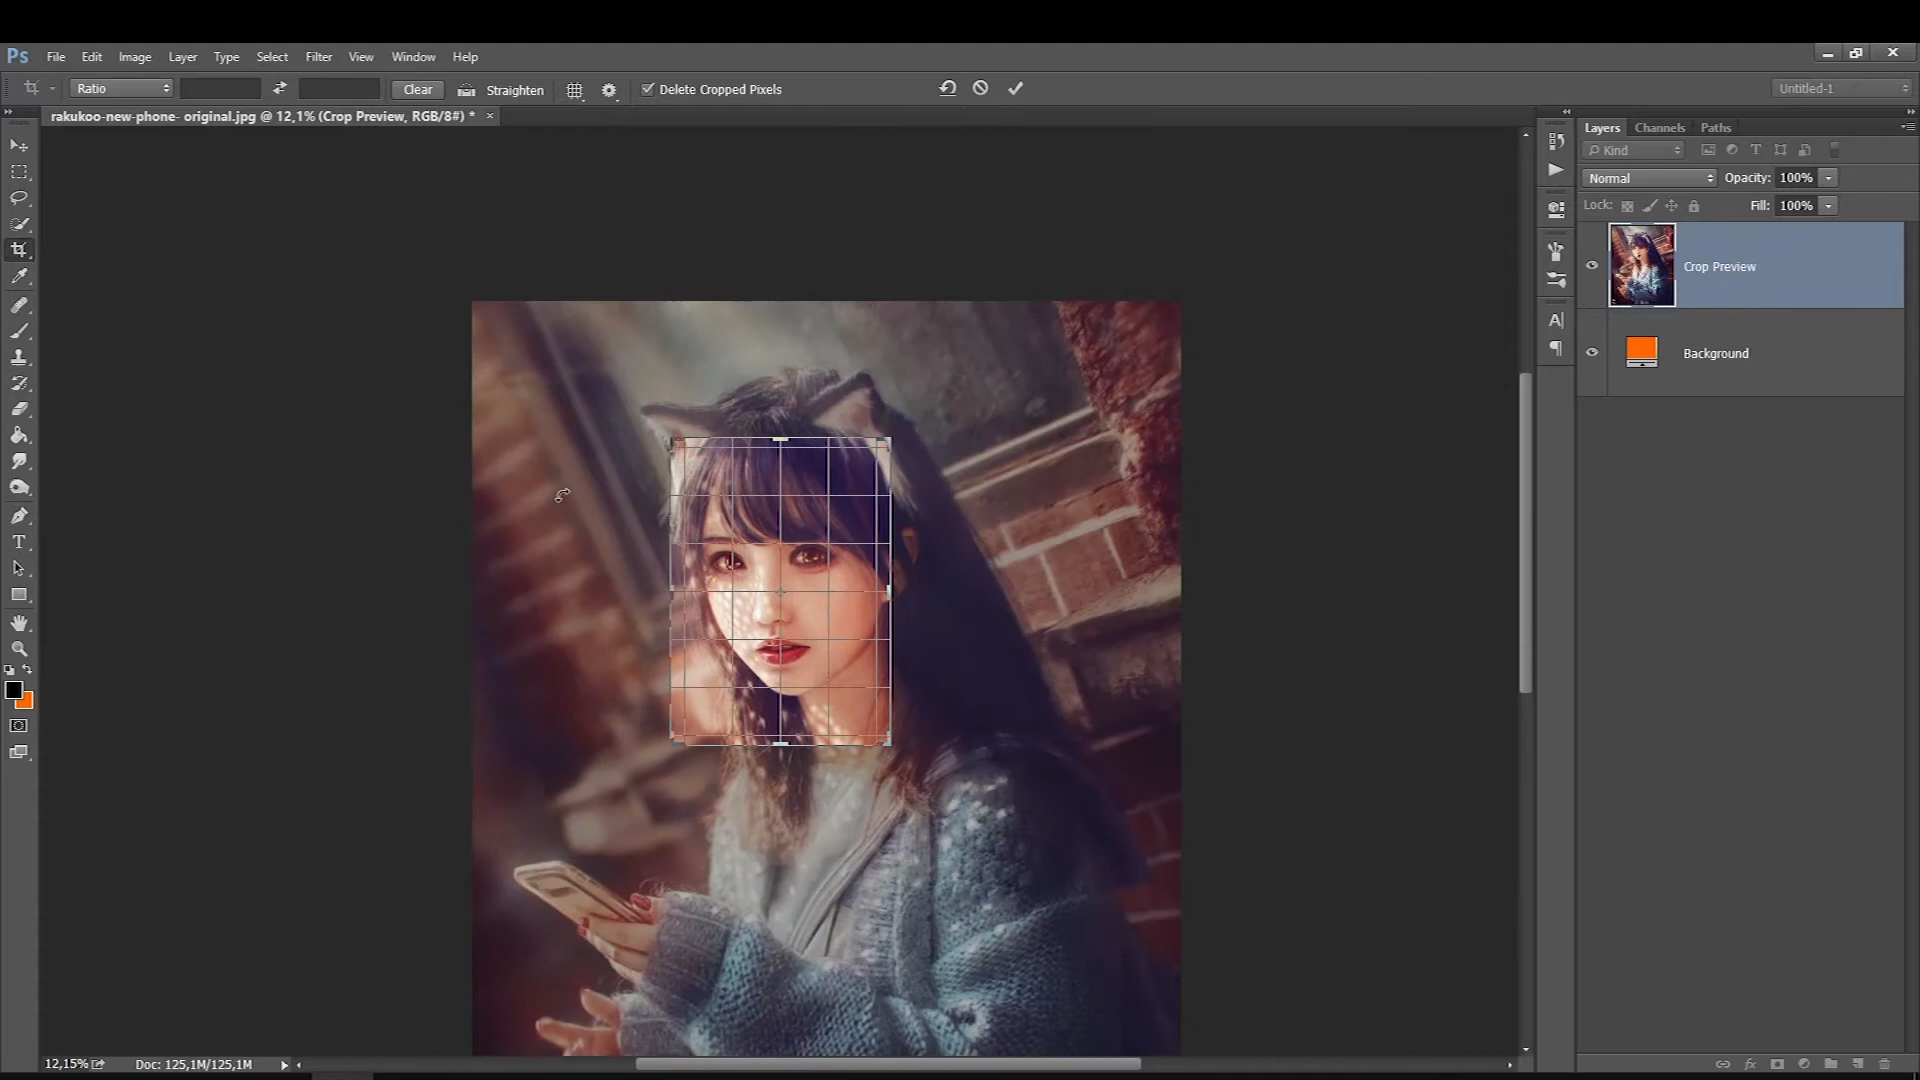 Ps File Edit Image Layer Type Select Filter View Window Help
Ratio Clear Straighten Delete Cropped Pixels Untitled-1
rakukoo-new-phone- original.jpg @ 12,1% (Crop Preview, RGB/8#) * ×
Layers Channels Paths
Kind
Normal Opacity: 100%
Lock: Fill: 100%
Crop Preview
Background
12,15% Doc: 125,1M/125,1M